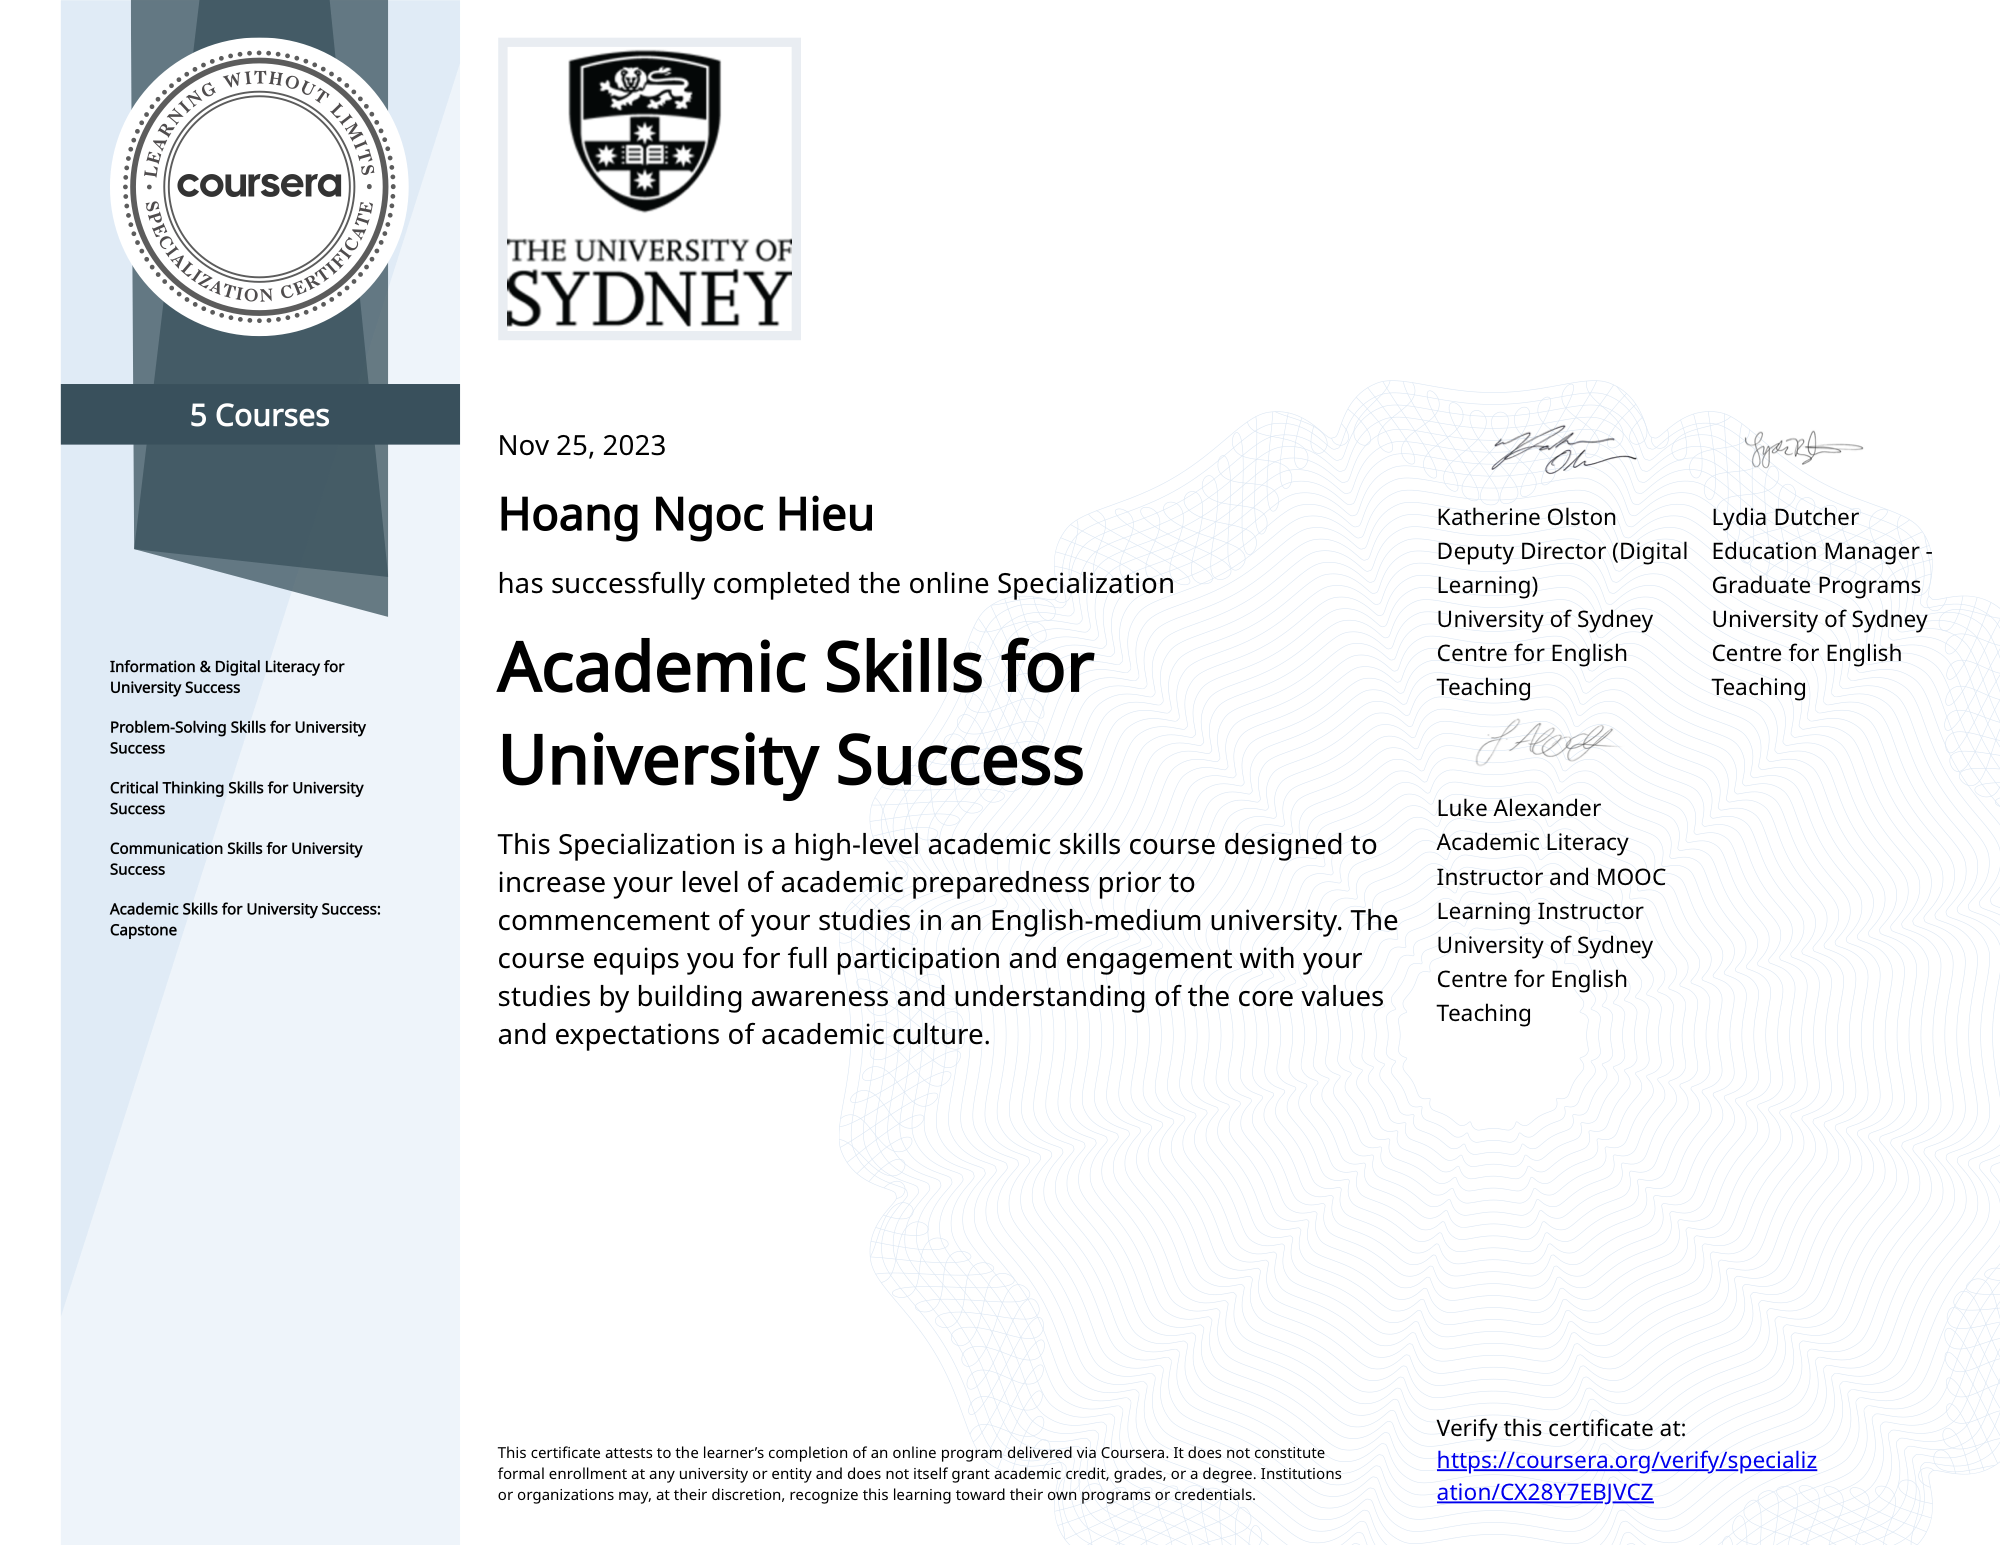 LEARNING WITHOUT LIMITS
coursera
SPECIALIZATION CERTIFICATE
5 Courses
Information & Digital Literacy for
University Success
Problem-Solving Skills for University
Success
Critical Thinking Skills for University
Success
Communication Skills for University
Success
Academic Skills for University Success:
Capstone
THE UNIVERSITY OF
SYDNEY
Nov 25, 2023
Hoang Ngoc Hieu
has successfully completed the online Specialization
Academic Skills for
University Success
This Specialization is a high-level academic skills course designed to
increase your level of academic preparedness prior to
commencement of your studies in an English-medium university. The
course equips you for full participation and engagement with your
studies by building awareness and understanding of the core values
and expectations of academic culture.
Katherine Olston
Deputy Director (Digital
Learning)
University of Sydney
Centre for English
Teaching
Lydia Dutcher
Education Manager -
Graduate Programs
University of Sydney
Centre for English
Teaching
Luke Alexander
Academic Literacy
Instructor and MOOC
Learning Instructor
University of Sydney
Centre for English
Teaching
This certificate attests to the learner’s completion of an online program delivered via Coursera. It does not constitute
formal enrollment at any university or entity and does not itself grant academic credit, grades, or a degree. Institutions
or organizations may, at their discretion, recognize this learning toward their own programs or credentials.
Verify this certificate at:
https://coursera.org/verify/specializ
ation/CX28Y7EBJVCZ